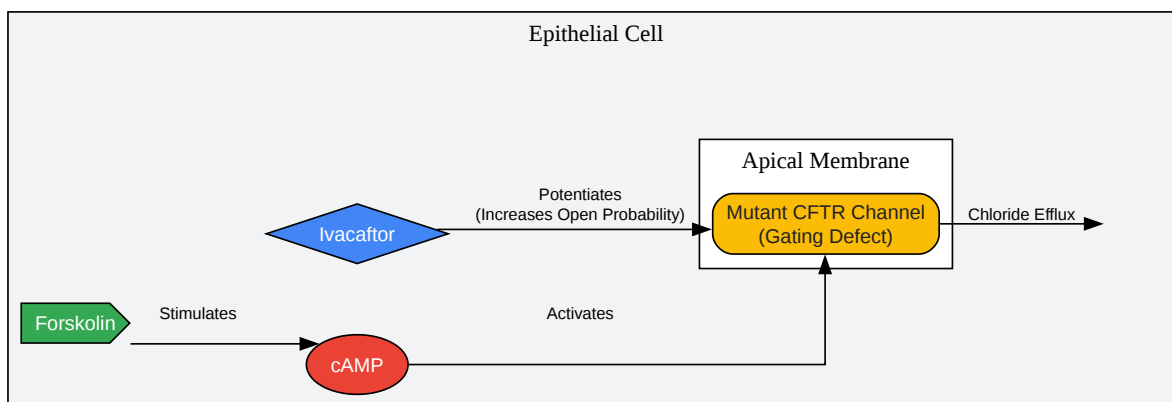 Epithelial Cell
Apical Membrane
Potentiates
(Increases Open Probability)
Mutant CFTR Channel
(Gating Defect)
Chloride Efflux
Ivacaftor
Forskolin
Stimulates
Activates
cAMP